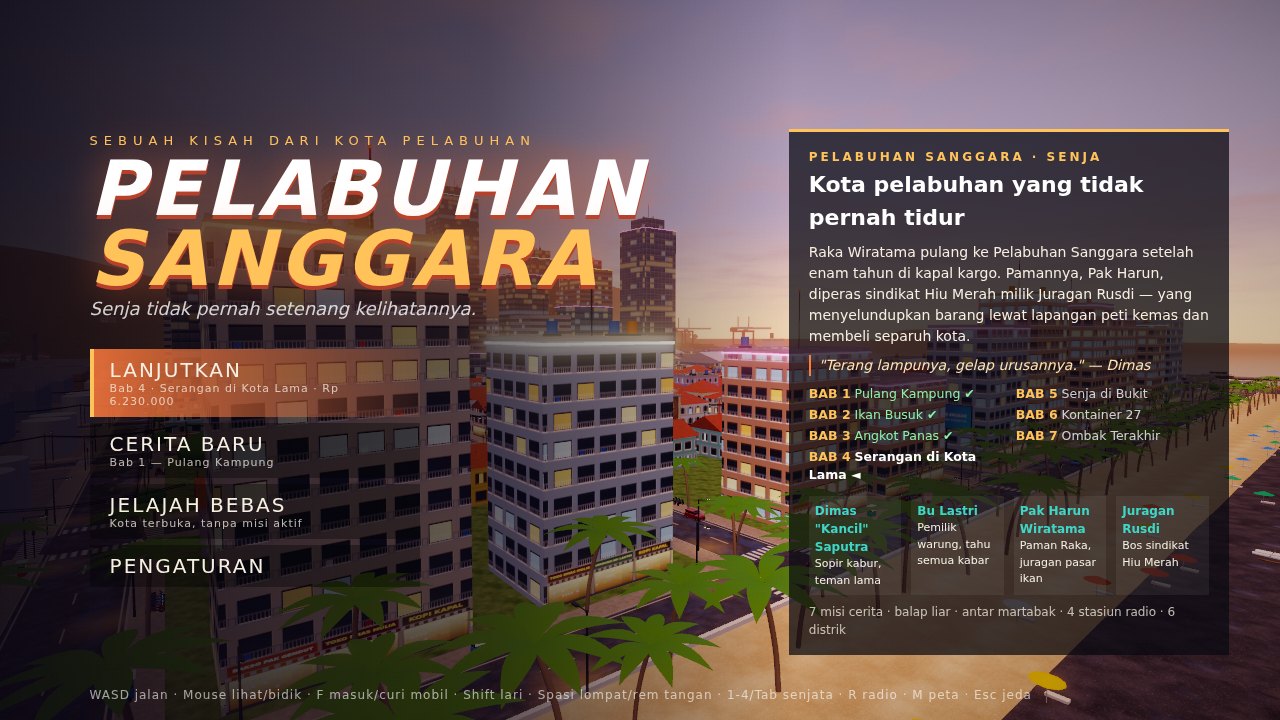 SEBUAH KISAH DARI KOTA PELABUHAN
PELABUHAN
SANGGARA
Senja tidak pernah setenang kelihatannya.
LANJUTKAN
Bab 4 · Serangan di Kota Lama · Rp
6.230.000
CERITA BARU
Bab 1 — Pulang Kampung
JELAJAH BEBAS
Kota terbuka, tanpa misi aktif
PENGATURAN
PELABUHAN SANGGARA · SENJA
Kota pelabuhan yang tidak
pernah tidur
Raka Wiratama pulang ke Pelabuhan Sanggara setelah
enam tahun di kapal kargo. Pamannya, Pak Harun,
diperas sindikat Hiu Merah milik Juragan Rusdi — yang
menyelundupkan barang lewat lapangan peti kemas dan
membeli separuh kota.
"Terang lampunya, gelap urusannya." — Dimas
BAB 1 Pulang Kampung ✔
BAB 2 Ikan Busuk ✔
BAB 3 Angkot Panas ✔
BAB 4 Serangan di Kota
Lama ◄
BAB 5 Senja di Bukit
BAB 6 Kontainer 27
BAB 7 Ombak Terakhir
Dimas
"Kancil"
Saputra
Sopir kabur,
teman lama
Bu Lastri
Pemilik
warung, tahu
semua kabar
Pak Harun
Wiratama
Paman Raka,
juragan pasar
ikan
Juragan
Rusdi
Bos sindikat
Hiu Merah
7 misi cerita · balap liar · antar martabak · 4 stasiun radio · 6
distrik
KOPI KAPAL
WASD jalan · Mouse lihat/bidik · F masuk/curi mobil · Shift lari · Spasi lompat/rem tangan · 1-4/Tab senjata · R radio · M peta · Esc jeda